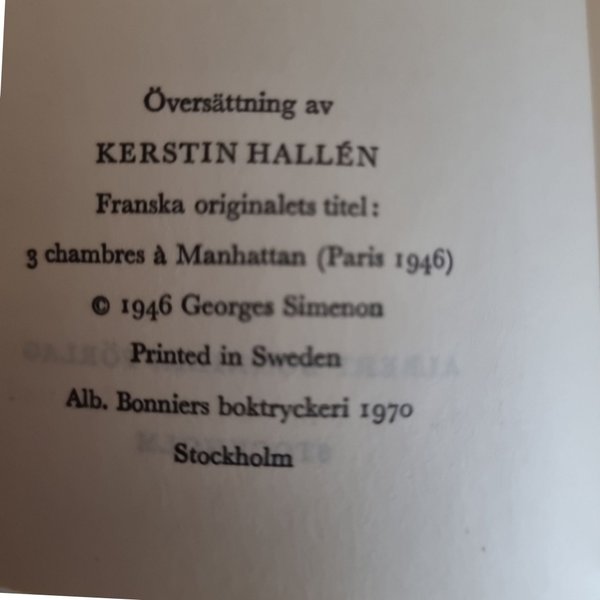 Översättning av
KERSTIN HALLÉN
Franska originalets titel:
3 chambres à Manhattan (Paris 1946)
© 1946 Georges Simenon
Printed in Sweden
Alb. Bonniers boktryckeri 1970
Stockholm